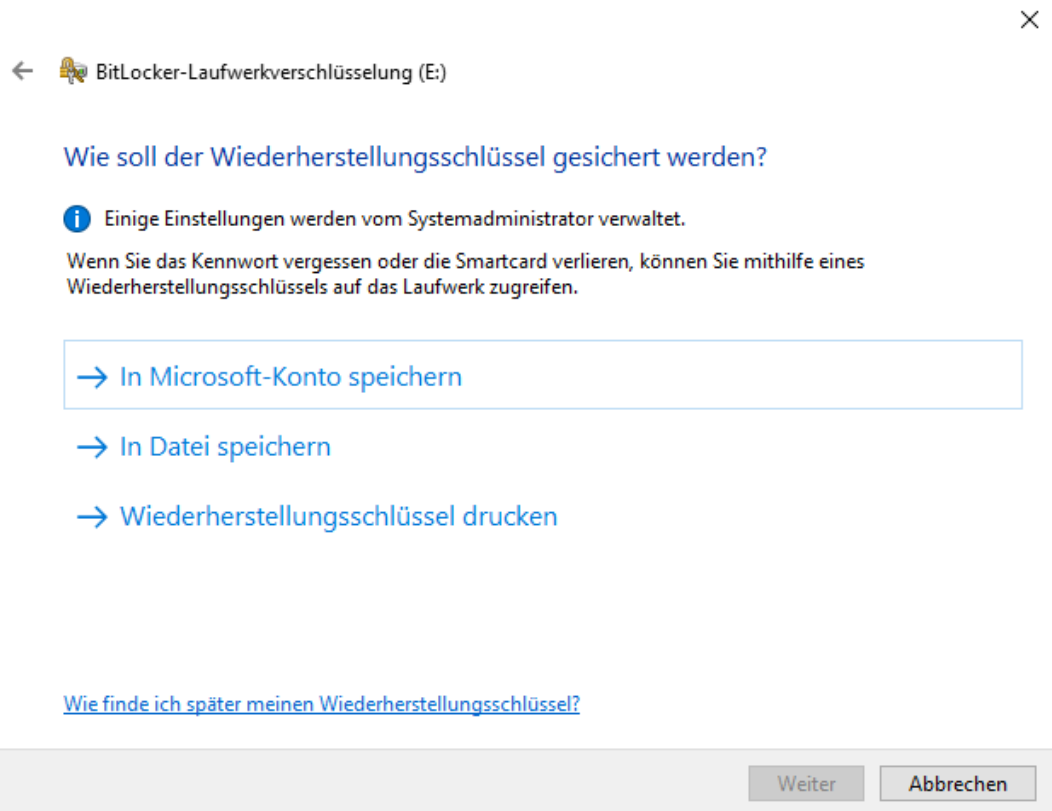 BitLocker-Laufwerkverschlüsselung (E:)
Wie soll der Wiederherstellungsschlüssel gesichert werden?
Einige Einstellungen werden vom Systemadministrator verwaltet.
Wenn Sie das Kennwort vergessen oder die Smartcard verlieren, können Sie mithilfe eines
Wiederherstellungsschlüssels auf das Laufwerk zugreifen.
In Microsoft-Konto speichern
In Datei speichern
Wiederherstellungsschlüssel drucken
Wie finde ich später meinen Wiederherstellungsschlüssel?
Weiter
Abbrechen